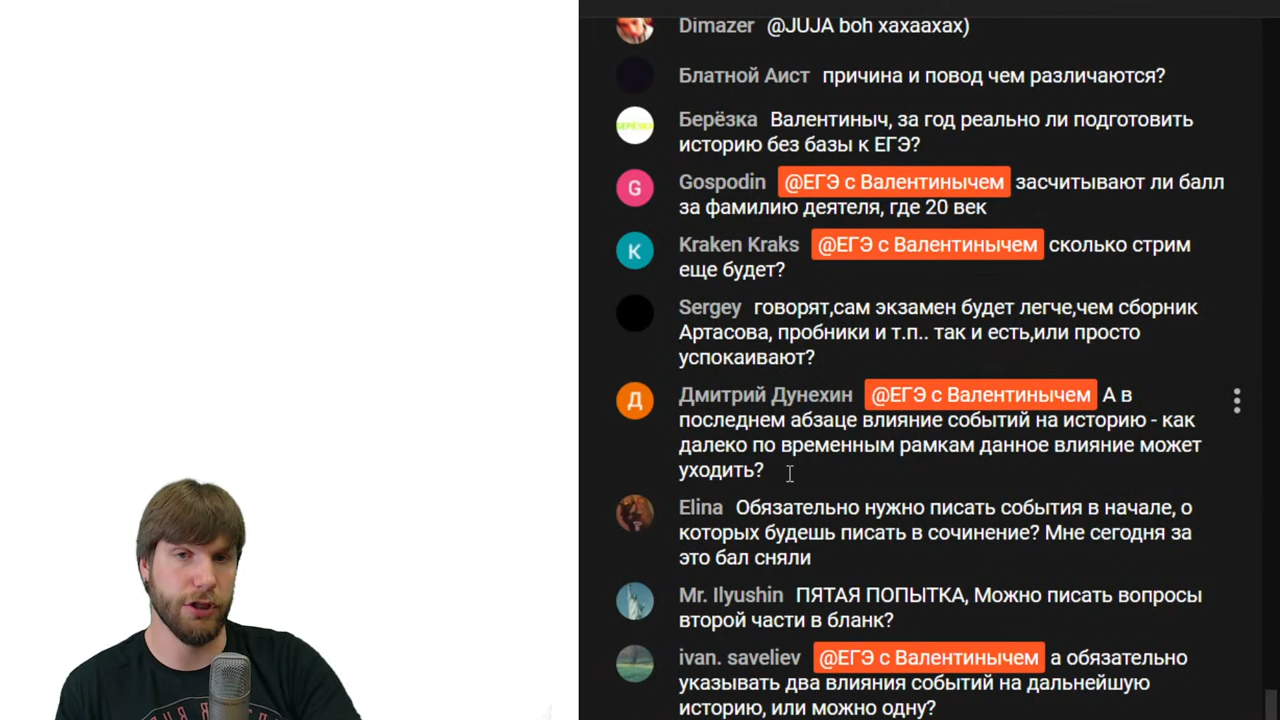 Dimazer @JUJA boh хахаахах)
Блатной Аист причина и повод чем различаются?
Берёзка Валентиныч, за год реально ли подготовить
историю без базы к ЕГЭ?
Gospodin @ЕГЭ с Валентинычем засчитывают ли балл
за фамилию деятеля, где 20 век
Kraken Kraks @ЕГЭ с Валентинычем сколько стрим
еще будет?
Sergey говорят,сам экзамен будет легче,чем сборник
Артасова, пробники и т.п.. так и есть,или просто
успокаивают?
Дмитрий Дунехин @ЕГЭ с Валентинычем А в
последнем абзаце влияние событий на историю - как
далеко по временным рамкам данное влияние может
уходить?
Elina Обязательно нужно писать события в начале, о
которых будешь писать в сочинение? Мне сегодня за
это бал сняли
Mr. Ilyushin ПЯТАЯ ПОПЫТКА, Можно писать вопросы
второй части в бланк?
ivan. saveliev @ЕГЭ с Валентинычем а обязательно
указывать два влияния событий на дальнейшую
историю, или можно одну?